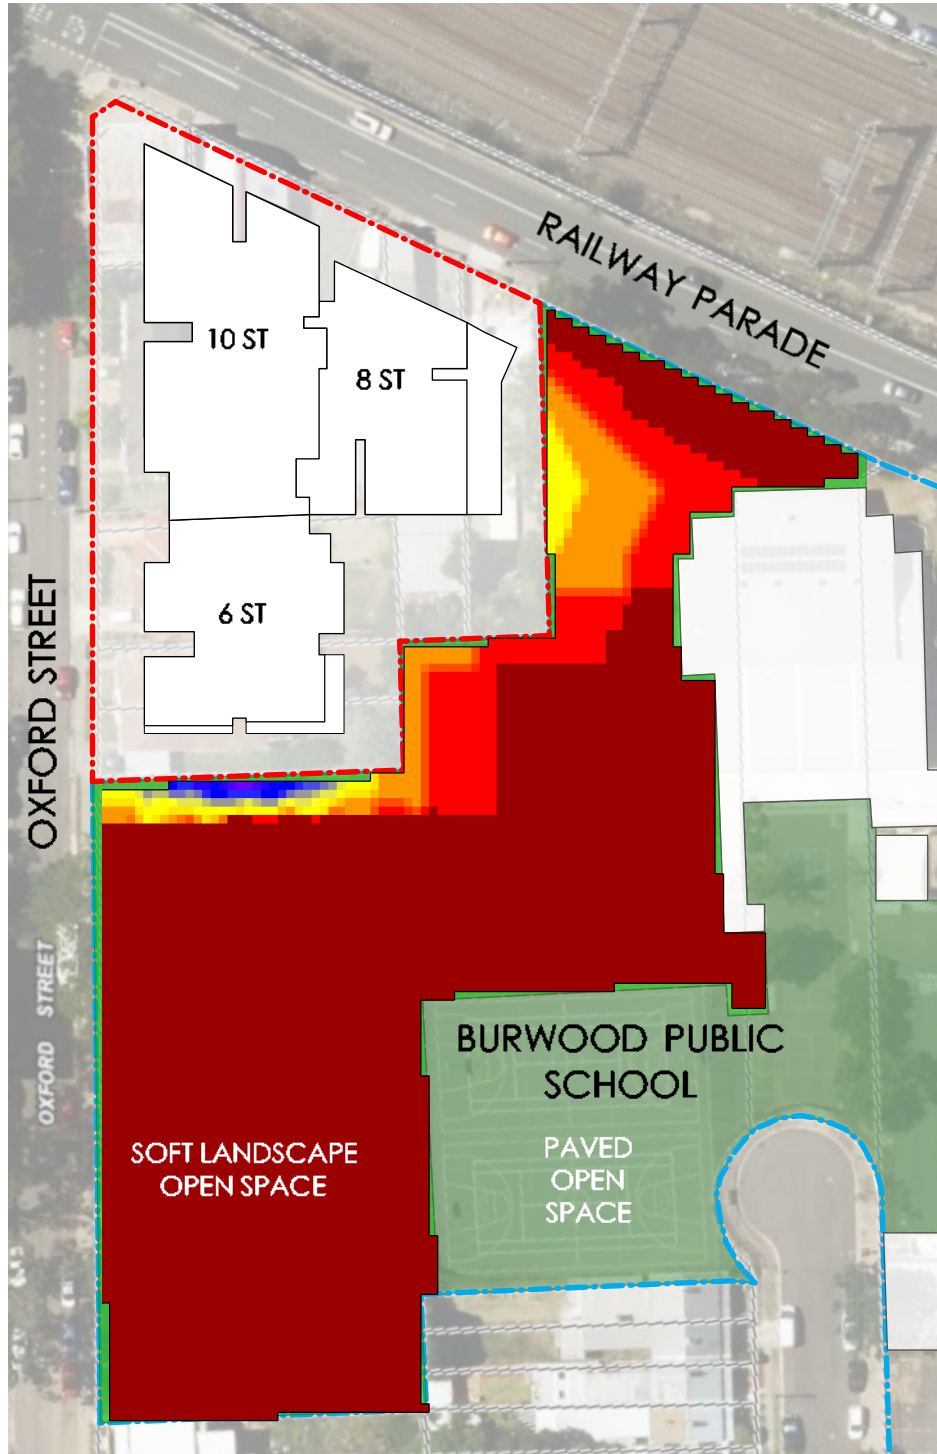 RAILWAY PARADE
10 ST
8 ST
6 ST
OXFORD STREET
OXFORD STREET
BURWOOD PUBLIC
SCHOOL
SOFT LANDSCAPE
OPEN SPACE
PAVED
OPEN
SPACE